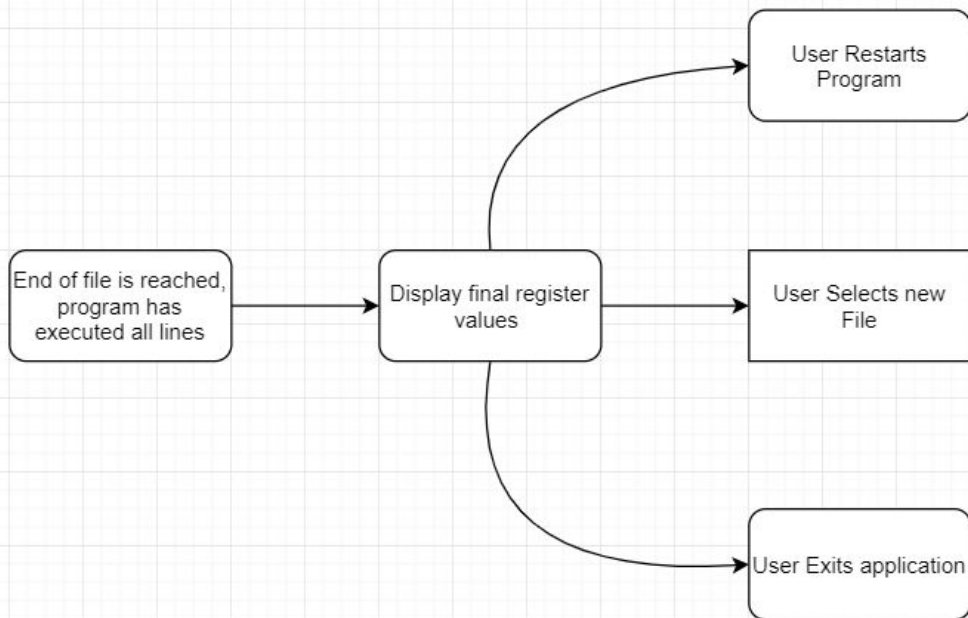 User Restarts
Program
End of file is reached,
program has
executed all lines
Display final register
values
User Selects new
File
User Exits application